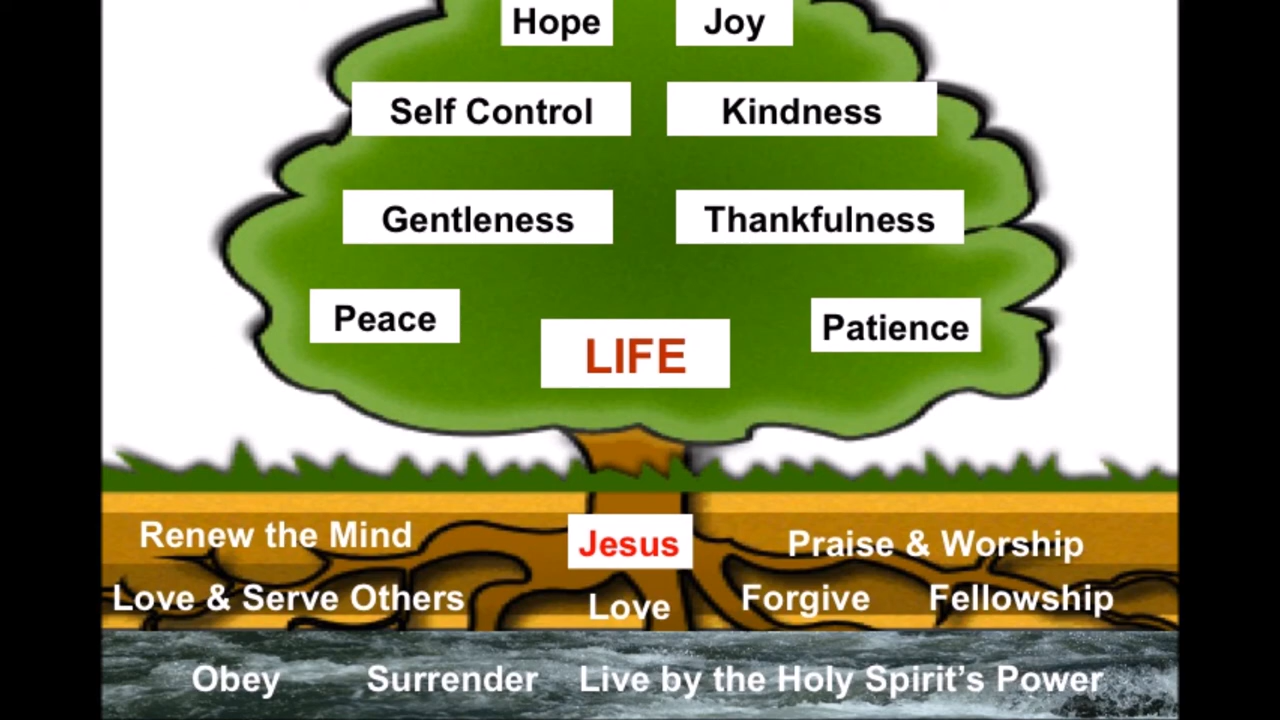 Hope Joy
Self Control Kindness
Gentleness Thankfulness
Peace Patience
LIFE
Renew the Mind Jesus Praise & Worship
Love & Serve Others Love Forgive Fellowship
Obey Surrender Live by the Holy Spirit’s Power